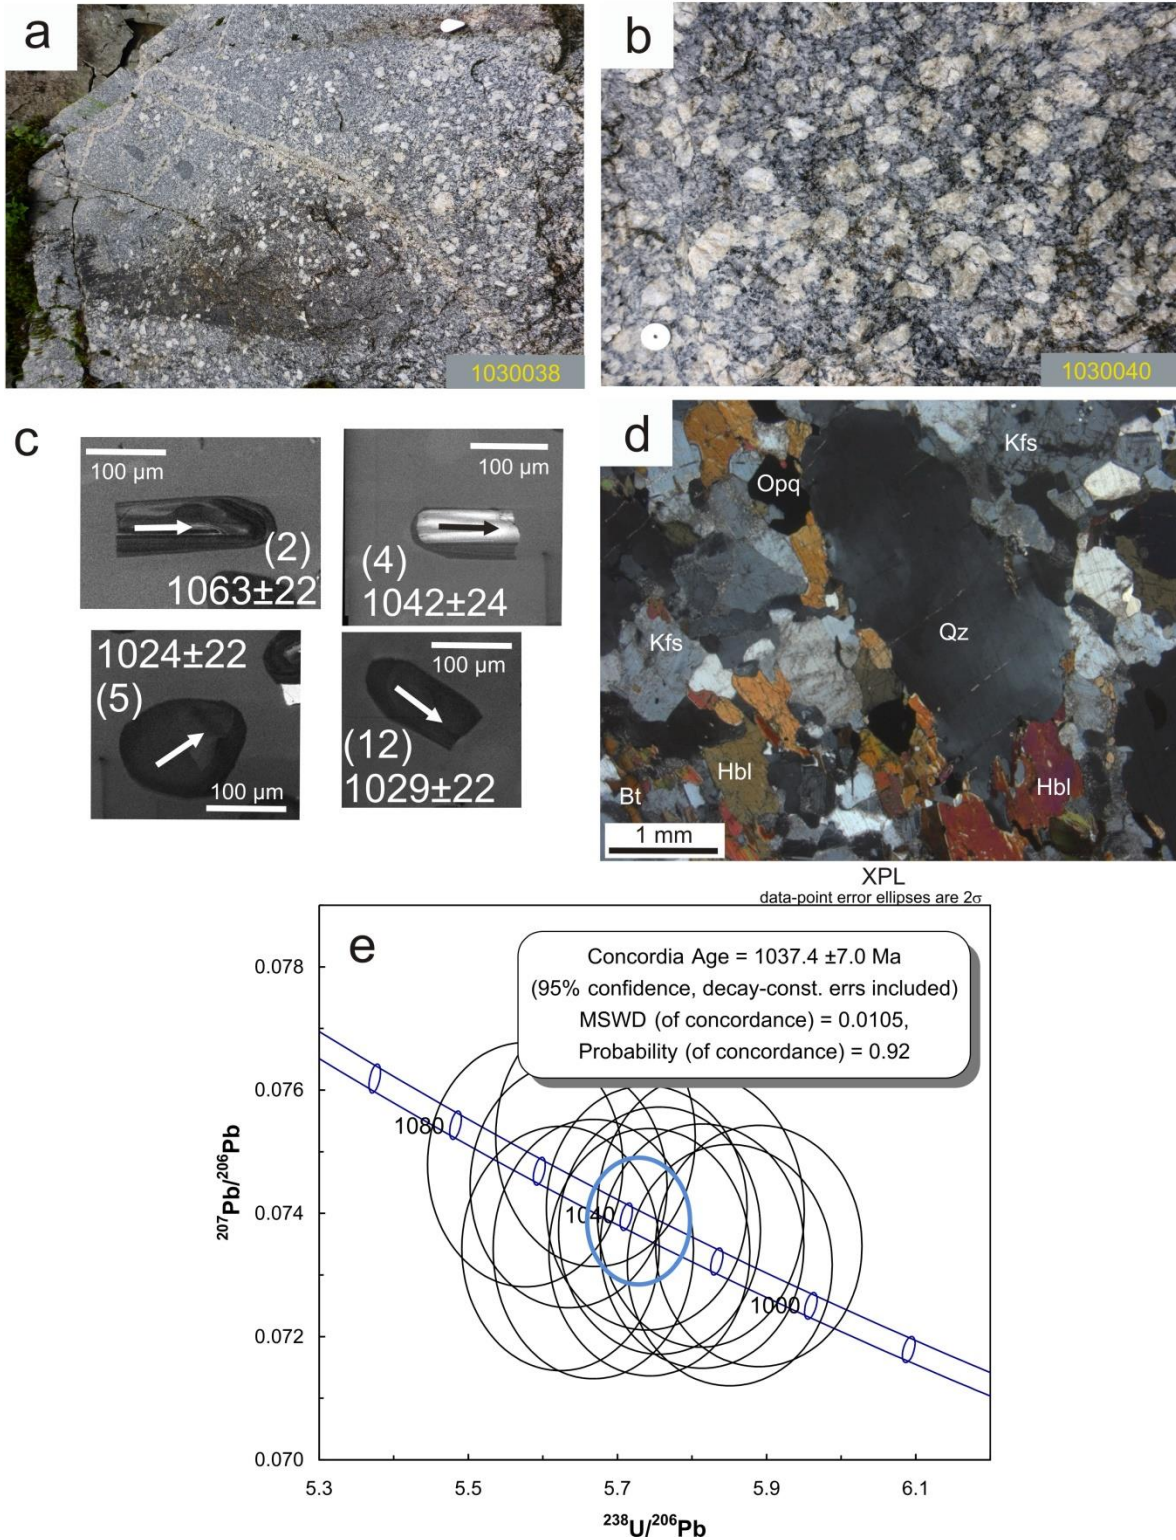 a
1030038
b
1030040
c
100 µm
(2)
1063±22
100 µm
(4)
1042±24
1024±22
(5)
100 µm
100 µm
(12)
1029±22
d
Kfs
Opq
Kfs
Qz
Hbl
Hbl
Bt
1 mm
XPL
data-point error ellipses are 2σ
e
Concordia Age = 1037.4 ±7.0 Ma
(95% confidence, decay-const. errs included)
MSWD (of concordance) = 0.0105,
Probability (of concordance) = 0.92
0.078
0.076
0.074
0.072
0.070
²⁰⁷Pb/²⁰⁶Pb
1080
1040
1000
5.3
5.5
5.7
5.9
6.1
²³⁸U/²⁰⁶Pb